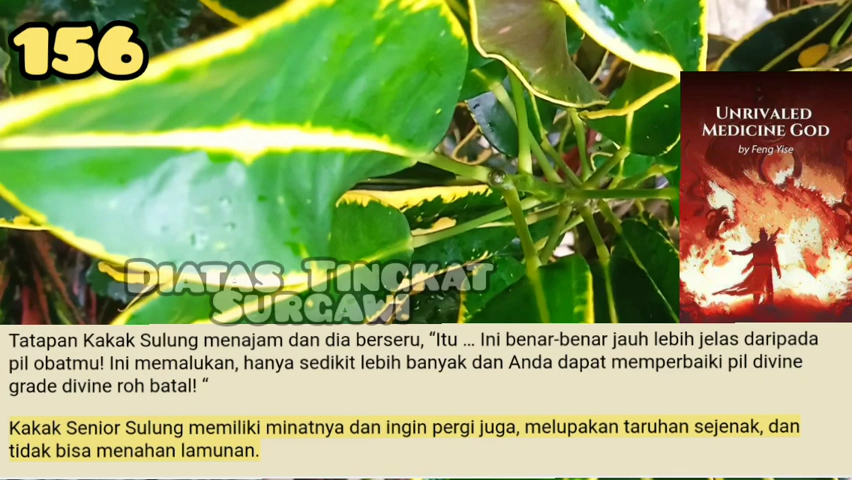 156
UNRIVALED
MEDICINE GOD
by Feng Yise
DIATAS TINGKAT
SURGAWI
Tatapan Kakak Sulung menajam dan dia berseru, “Itu ... Ini benar-benar jauh lebih jelas daripada
pil obatmu! Ini memalukan, hanya sedikit lebih banyak dan Anda dapat memperbaiki pil divine
grade divine roh batal! “
Kakak Senior Sulung memiliki minatnya dan ingin pergi juga, melupakan taruhan sejenak, dan
tidak bisa menahan lamunan.